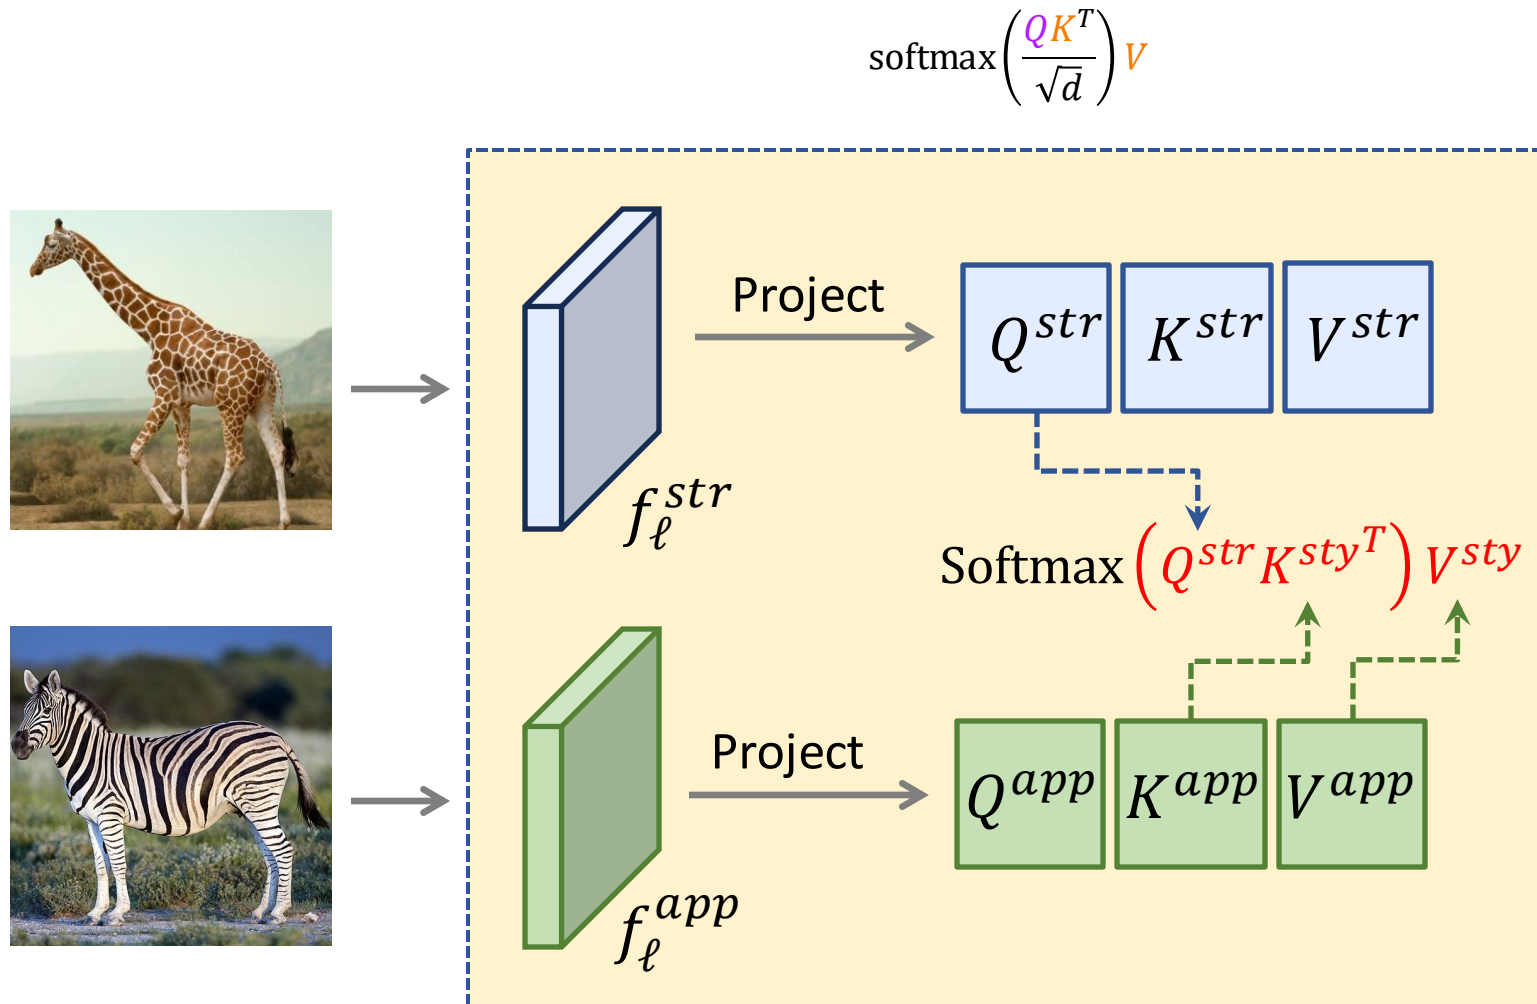 softmax(QK^T/√d)V
Project
Q^str K^str V^str
f_ℓ^str
Softmax(Q^str K^sty^T)V^sty
Project
Q^app K^app V^app
f_ℓ^app